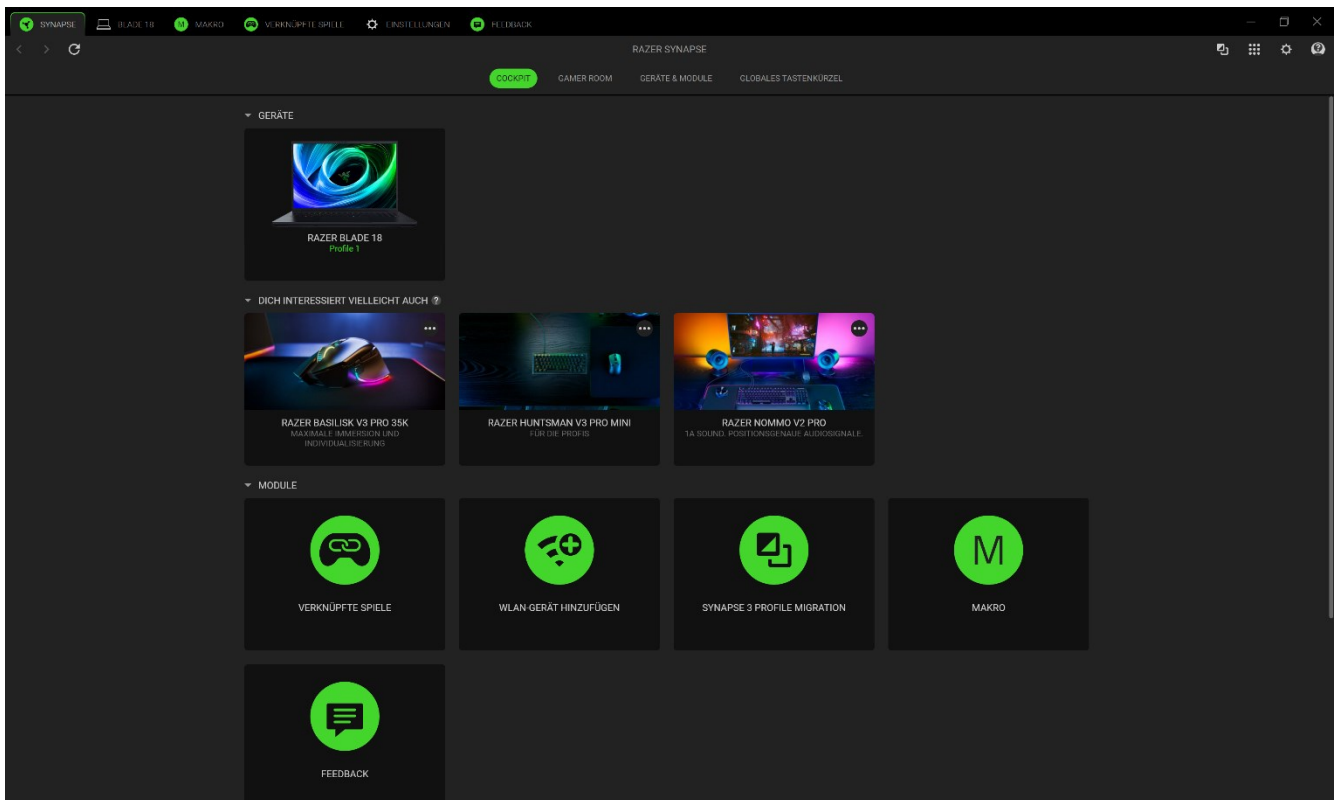 SYNAPSE BLADE 18 MAKRO VERKNÜPFTE SPIELE EINSTELLUNGEN FEEDBACK
RAZER SYNAPSE
COCKPIT GAMER ROOM GERÄTE & MODULE GLOBALES TASTENKÜRZEL
GERÄTE
RAZER BLADE 18
Profile 1
DICH INTERESSIERT VIELLEICHT AUCH ?
RAZER BASILISK V3 PRO 35K
MAXIMALE IMMERSION UND
INDIVIDUALISIERUNG
RAZER HUNTSMAN V3 PRO MINI
FÜR DIE PROFIS
RAZER NOMMO V2 PRO
1A SOUND. POSITIONSGENAUE AUDIOSIGNALE.
MODULE
VERKNÜPFTE SPIELE
WLAN-GERÄT HINZUFÜGEN
SYNAPSE 3 PROFILE MIGRATION
M
MAKRO
FEEDBACK